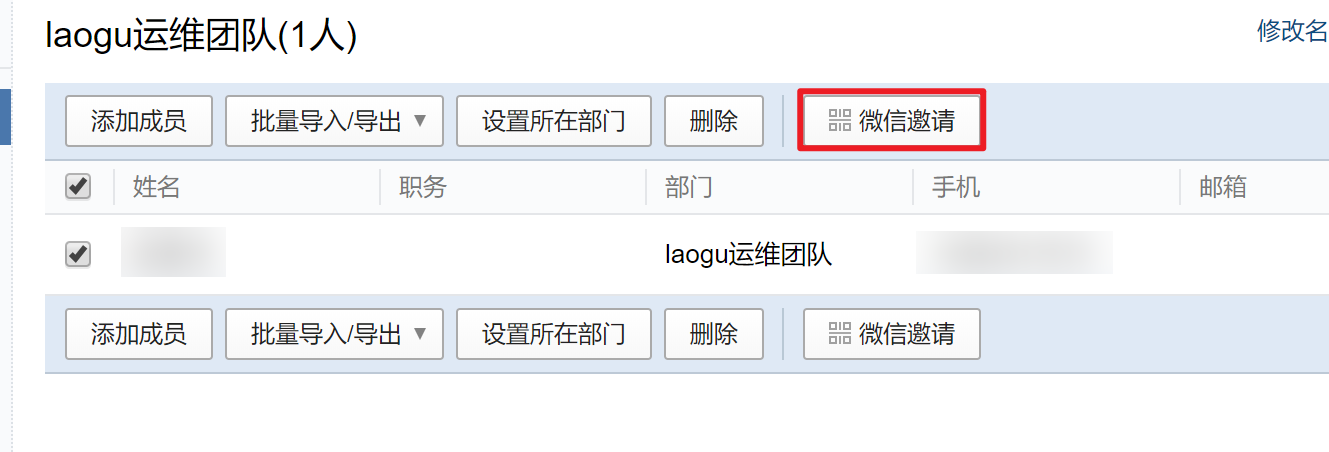 laogu运维团队(1人)
修改名
添加成员 批量导入/导出 设置所在部门 删除 微信邀请
姓名 职务 部门 手机 邮箱
laogu运维团队
添加成员 批量导入/导出 设置所在部门 删除 微信邀请